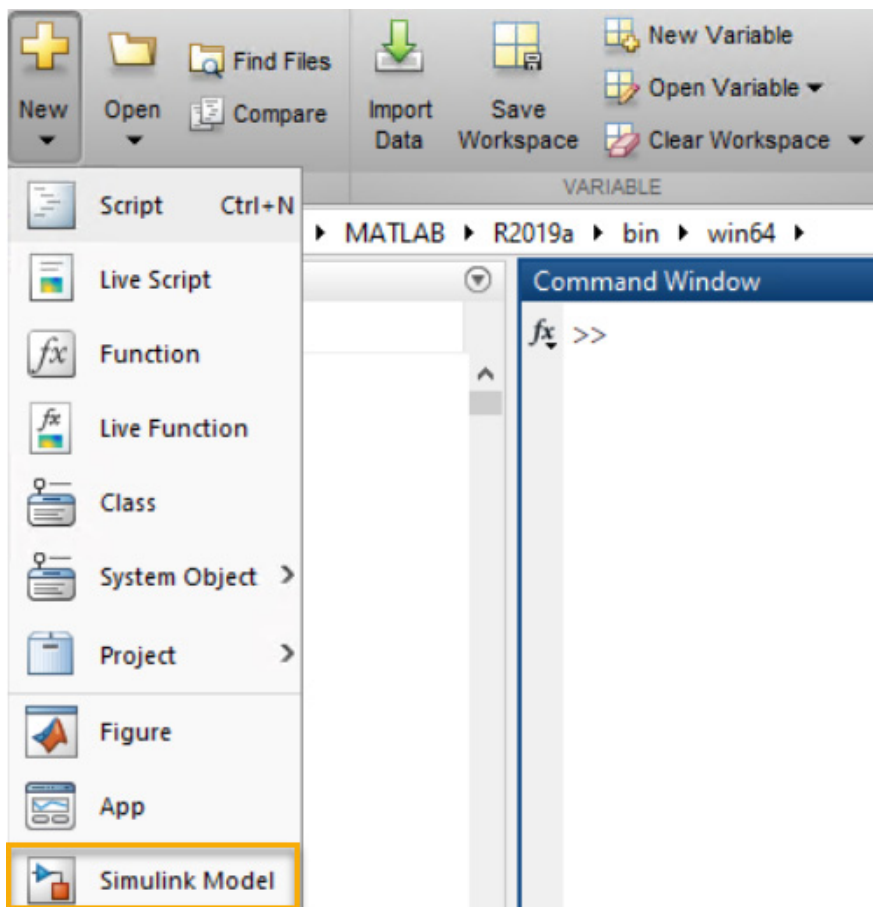 New
Open
Find Files
Compare
Import
Data
Save
Workspace
New Variable
Open Variable
Clear Workspace
VARIABLE
Script Ctrl+N
Live Script
Function
Live Function
Class
System Object
Project
Figure
App
Simulink Model
MATLAB R2019a bin win64
Command Window
fx >>